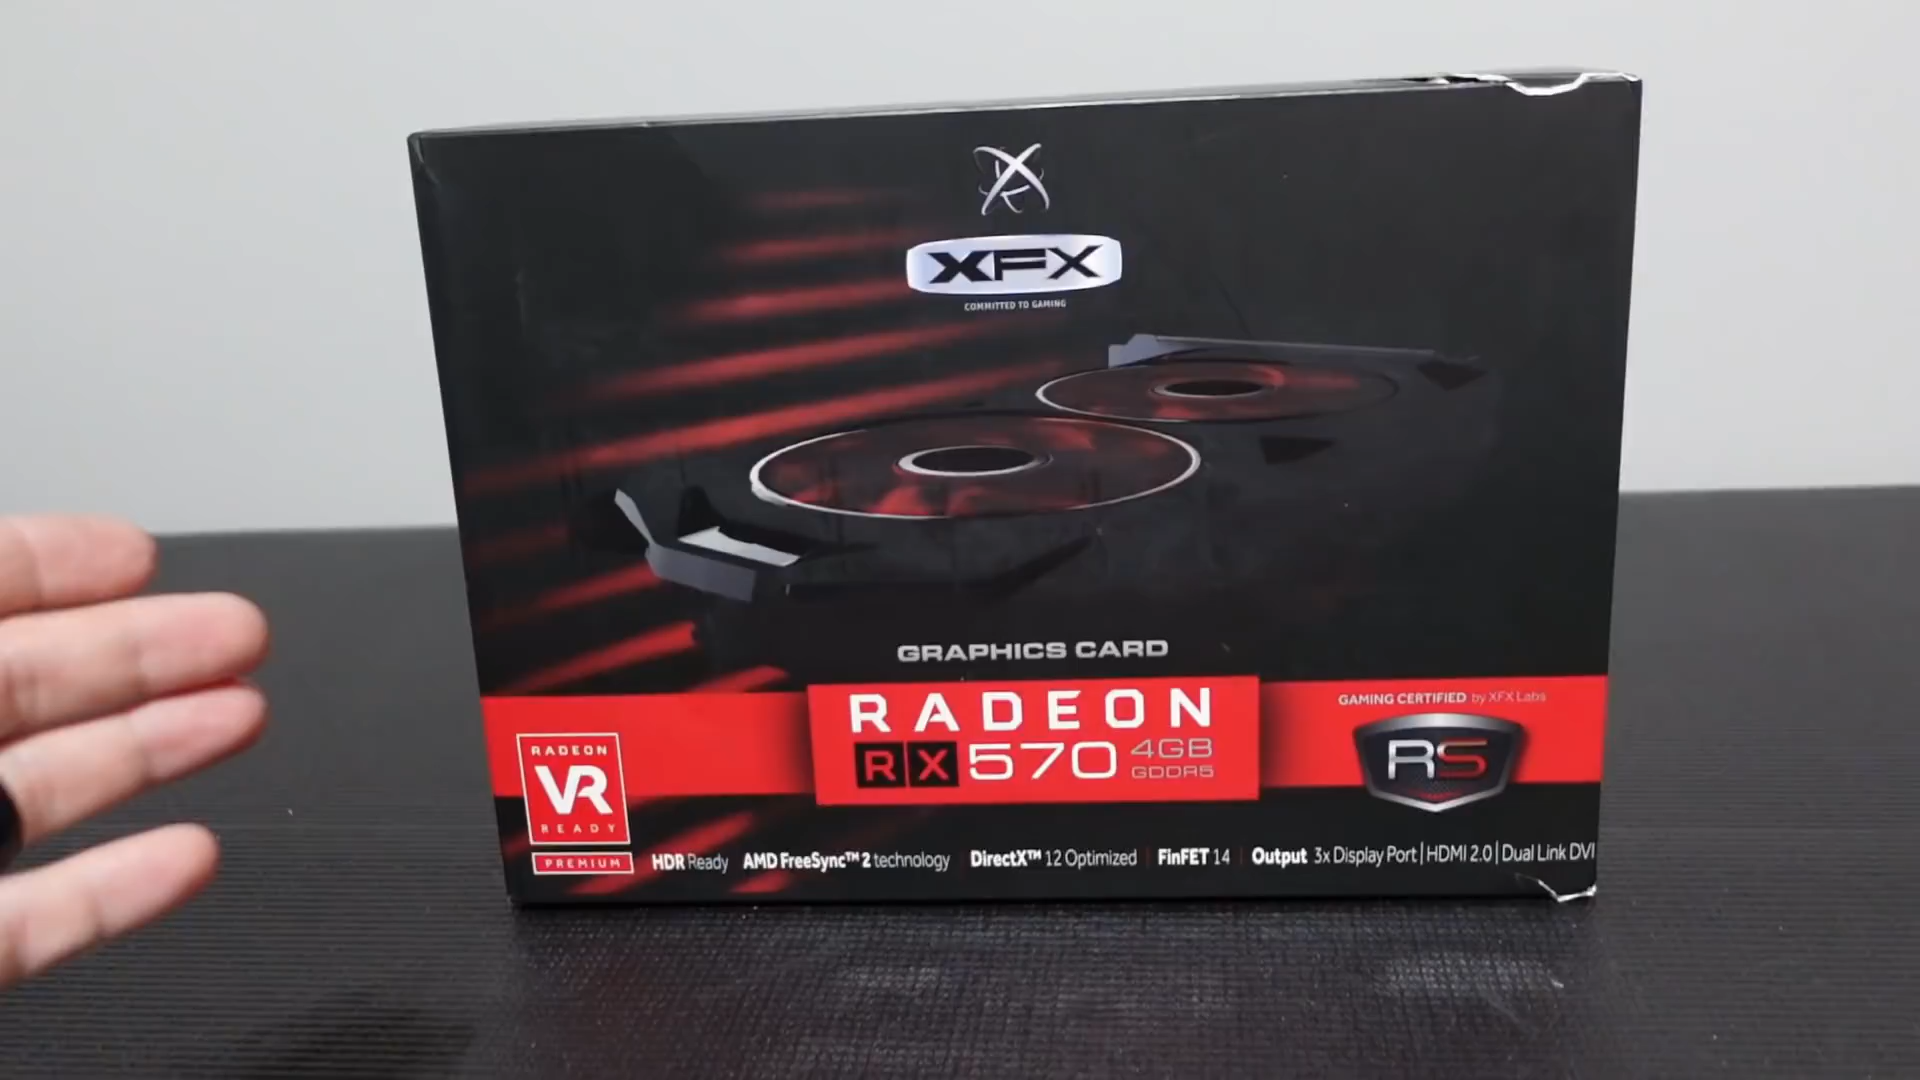 XFX
COMMITTED TO GAMING
GRAPHICS CARD
RADEON
RX 570 4GB
GDDR5
GAMING CERTIFIED by XFX Labs
RS
RADEON
VR
READY
PREMIUM
HDR Ready AMD FreeSync™ 2 technology DirectX™ 12 Optimized FinFET 14 Output 3x Display Port | HDMI 2.0 | Dual Link DVI